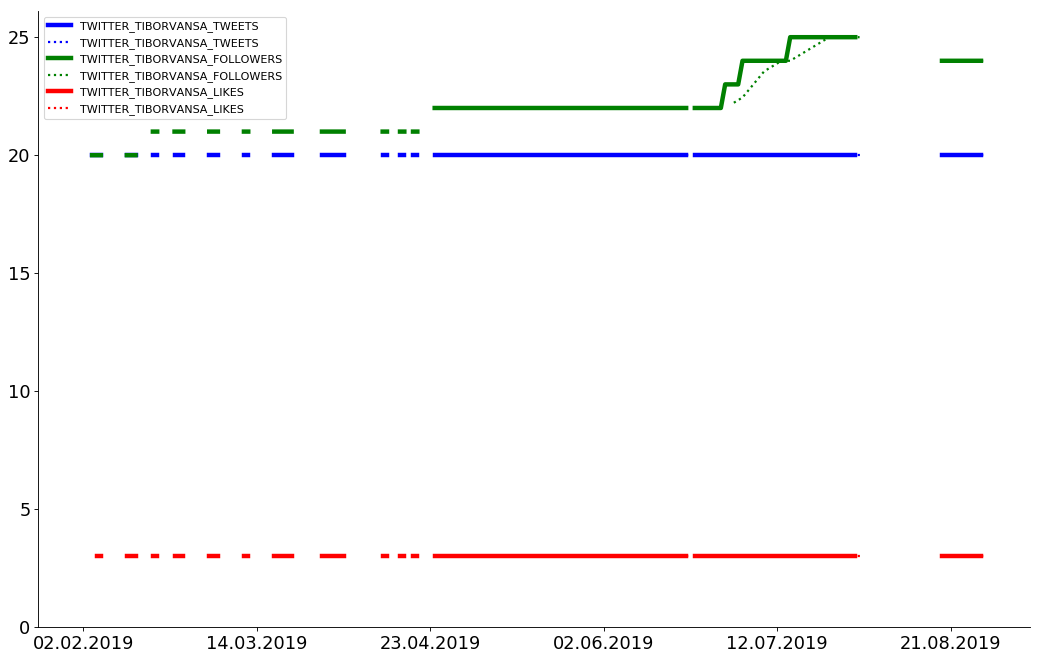 TWITTER_TIBORVANSA_TWEETS
TWITTER_TIBORVANSA_TWEETS
TWITTER_TIBORVANSA_FOLLOWERS
TWITTER_TIBORVANSA_FOLLOWERS
TWITTER_TIBORVANSA_LIKES
TWITTER_TIBORVANSA_LIKES
25
20
15
10
5
0
02.02.2019 14.03.2019 23.04.2019 02.06.2019 12.07.2019 21.08.2019